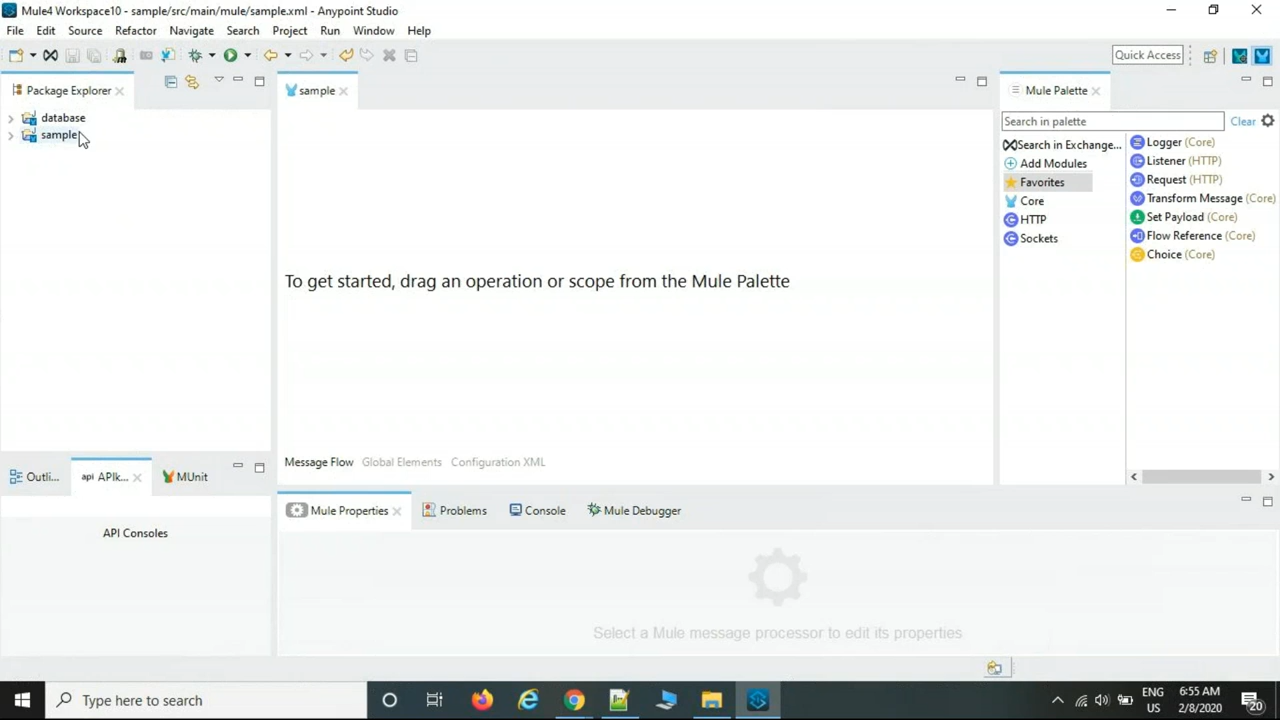 Mule4 Workspace10 - sample/src/main/mule/sample.xml - Anypoint Studio
File Edit Source Refactor Navigate Search Project Run Window Help
Quick Access
Package Explorer
database
sample
sample
To get started, drag an operation or scope from the Mule Palette
Message Flow Global Elements Configuration XML
Mule Palette
Search in palette
Clear
Search in Exchange...
Add Modules
Favorites
Core
HTTP
Sockets
Logger (Core)
Listener (HTTP)
Request (HTTP)
Transform Message (Core)
Set Payload (Core)
Flow Reference (Core)
Choice (Core)
Outli... api APIk... MUnit
API Consoles
Mule Properties Problems Console Mule Debugger
Select a Mule message processor to edit its properties
Type here to search
ENG
US
6:55 AM
2/8/2020
20